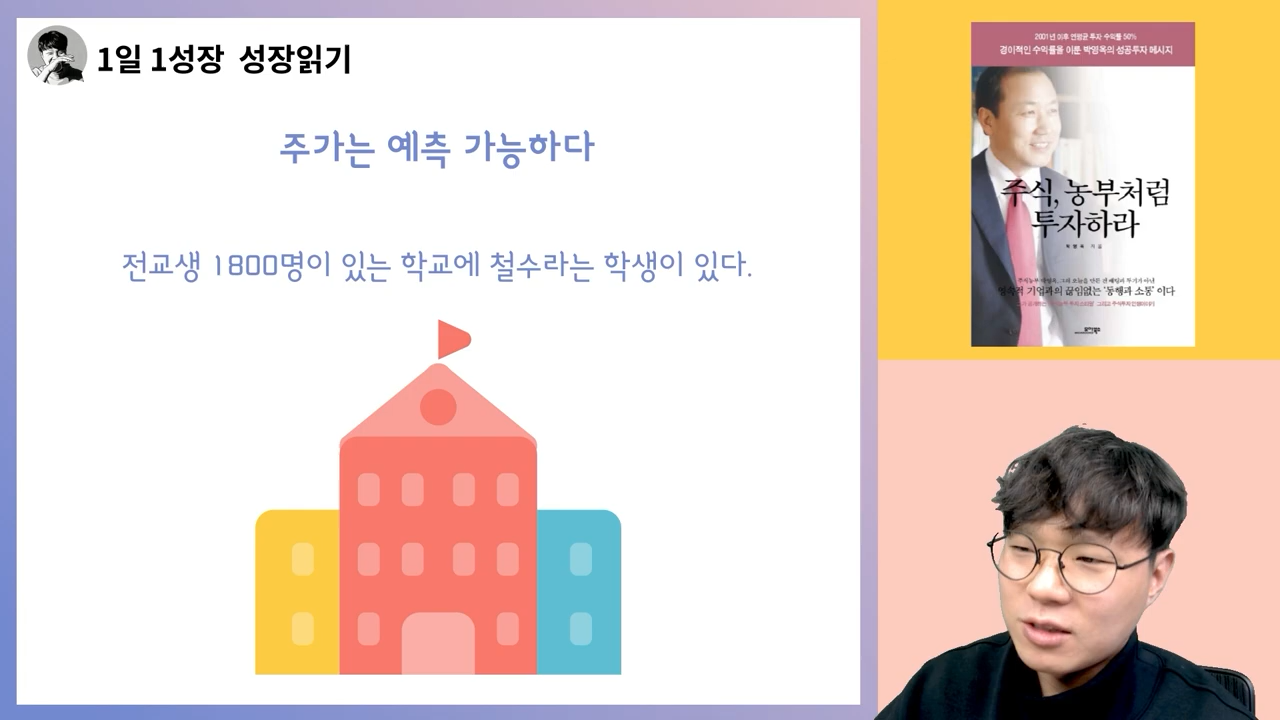 1일 1성장 성장읽기
주가는 예측 가능하다
전교생 1800명이 있는 학교에 철수라는 학생이 있다.
2001년 이후 연평균 투자 수익률 50%
경이적인 수익률을 이룬 박영옥의 성공투자 메시지
주식, 농부처럼
투자하라
박영옥 지음
기업과의 끊임없는 '동행과 소통' 이다